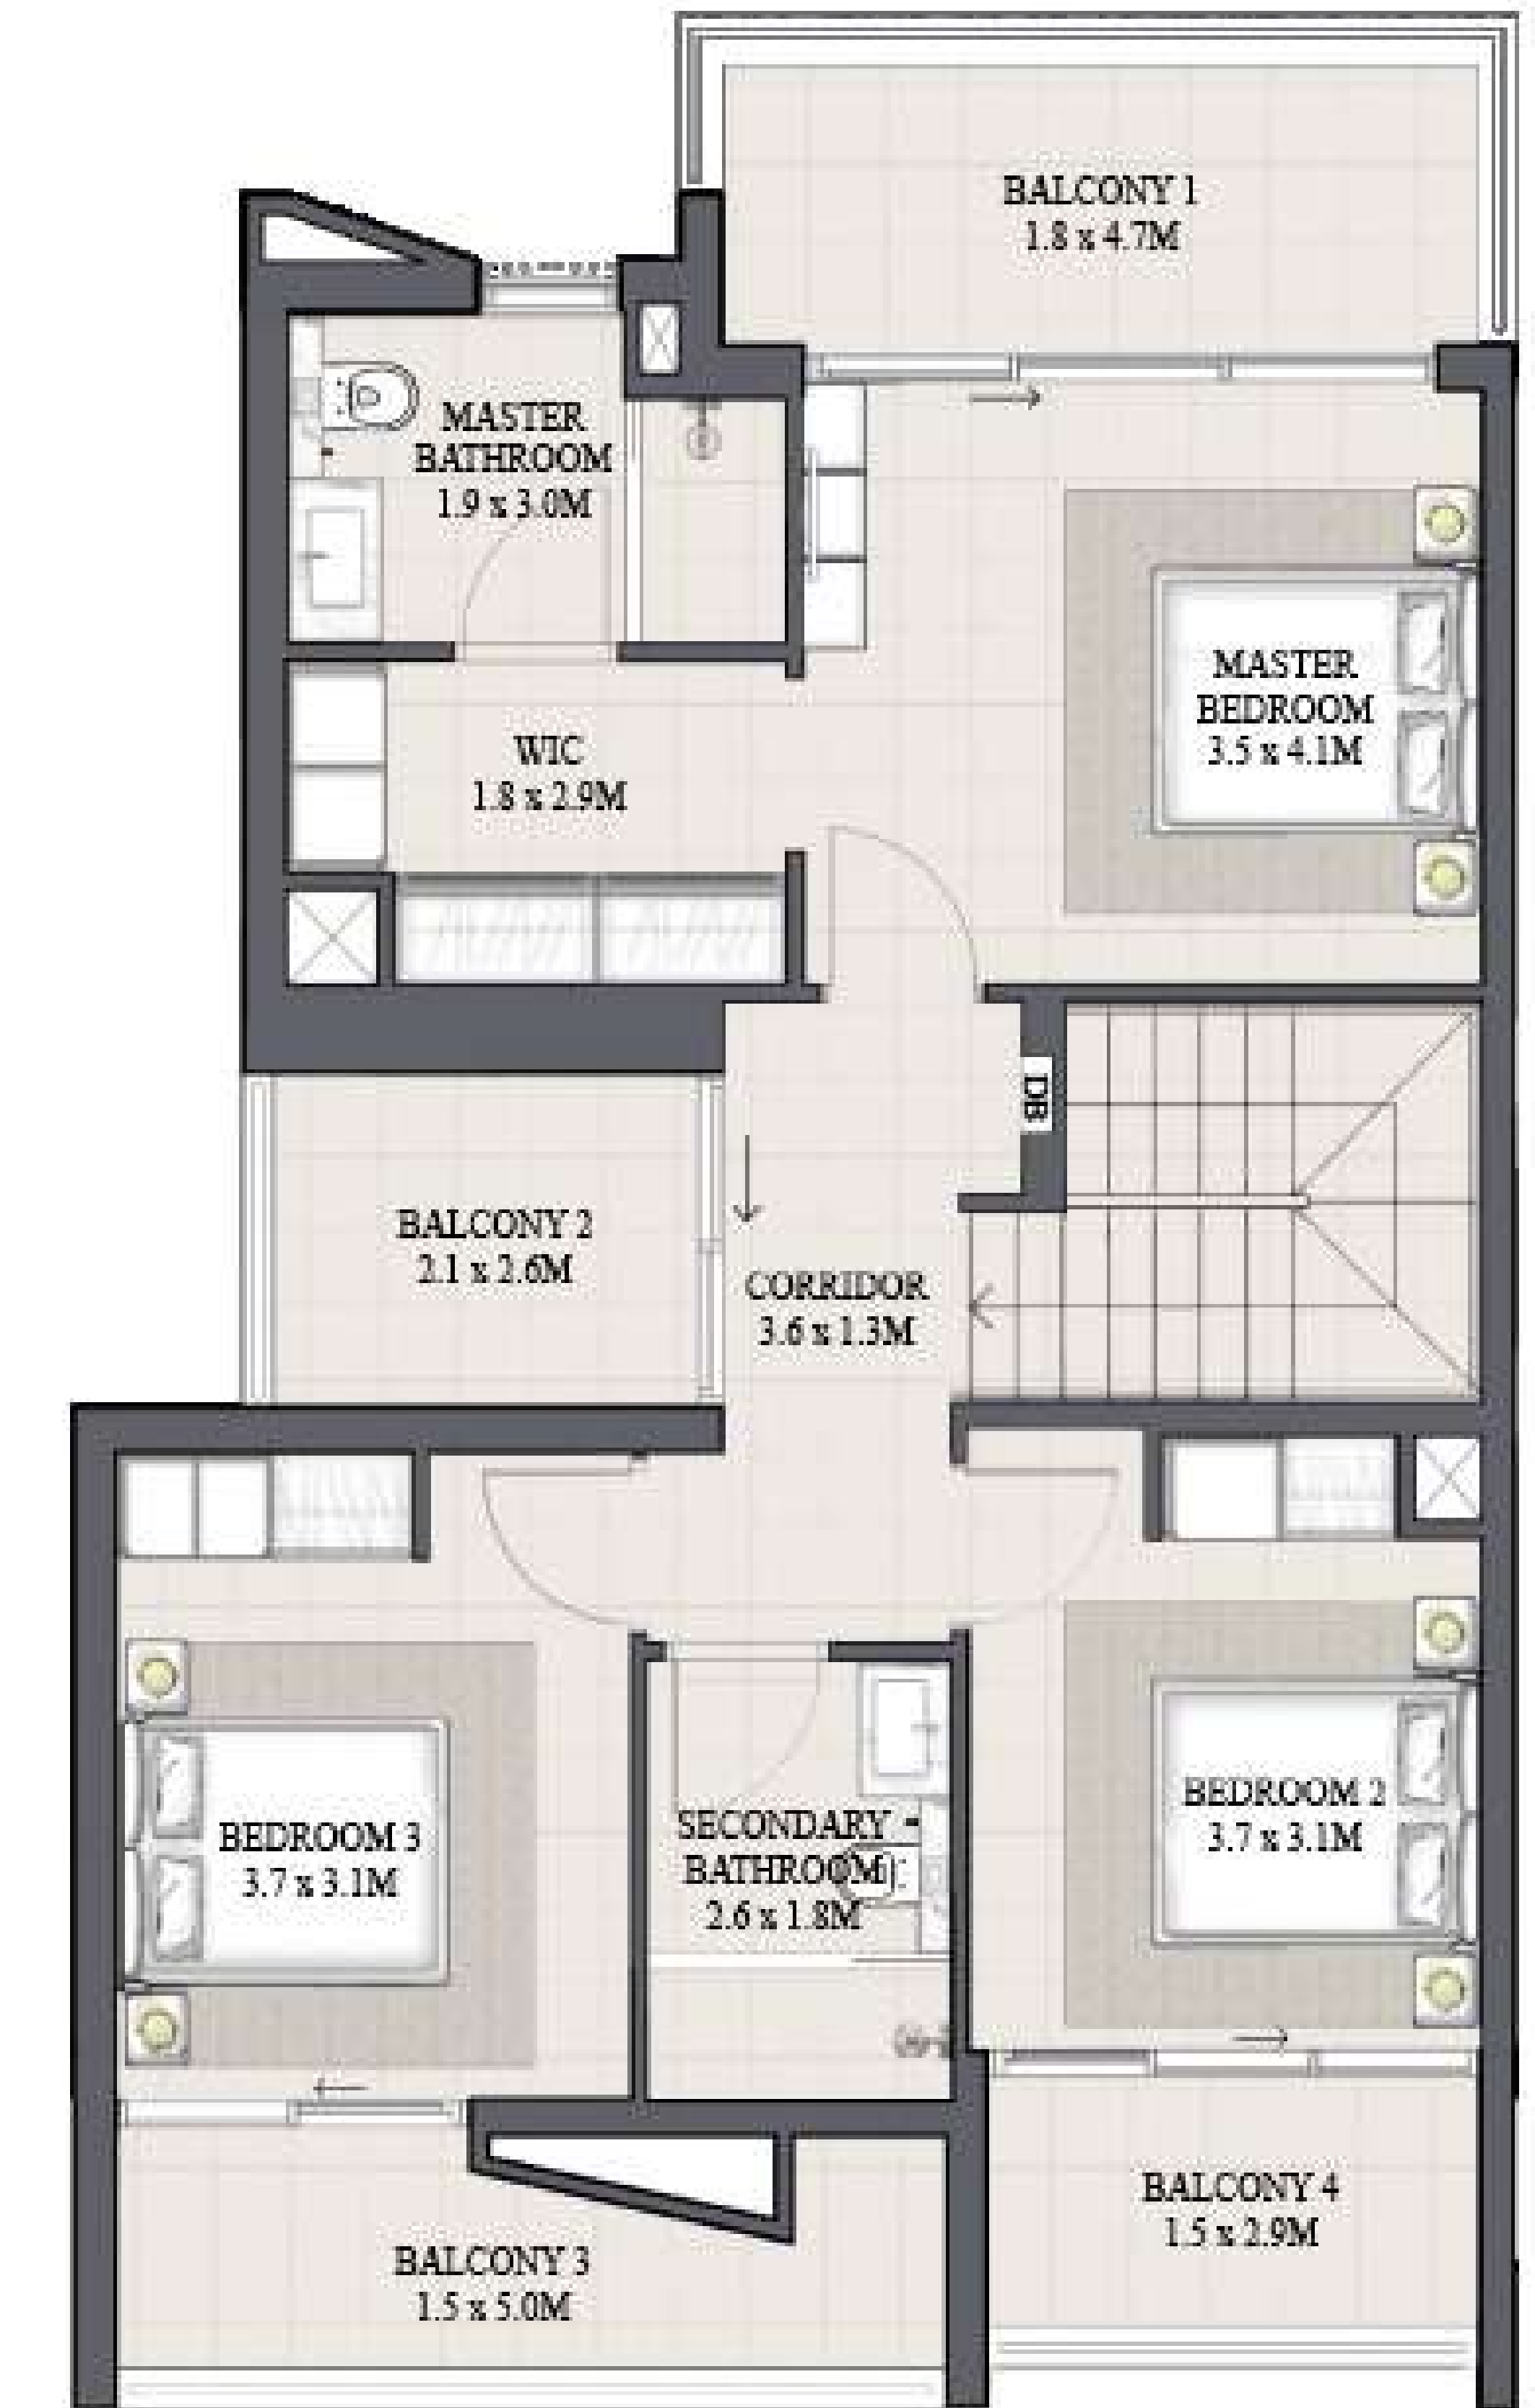 BALCONY 1
1.8 x 4.7M
MASTER
BATHROOM
1.9 x 3.0M
MASTER
BEDROOM
3.5 x 4.1M
WIC
1.8 x 2.9M
DB
BALCONY 2
2.1 x 2.6M
CORRIDOR
3.6 x 1.3M
BEDROOM 3
3.7 x 3.1M
SECONDARY
BATHROOM
2.6 x 1.8M
BEDROOM 2
3.7 x 3.1M
BALCONY 3
1.5 x 5.0M
BALCONY 4
1.5 x 2.9M